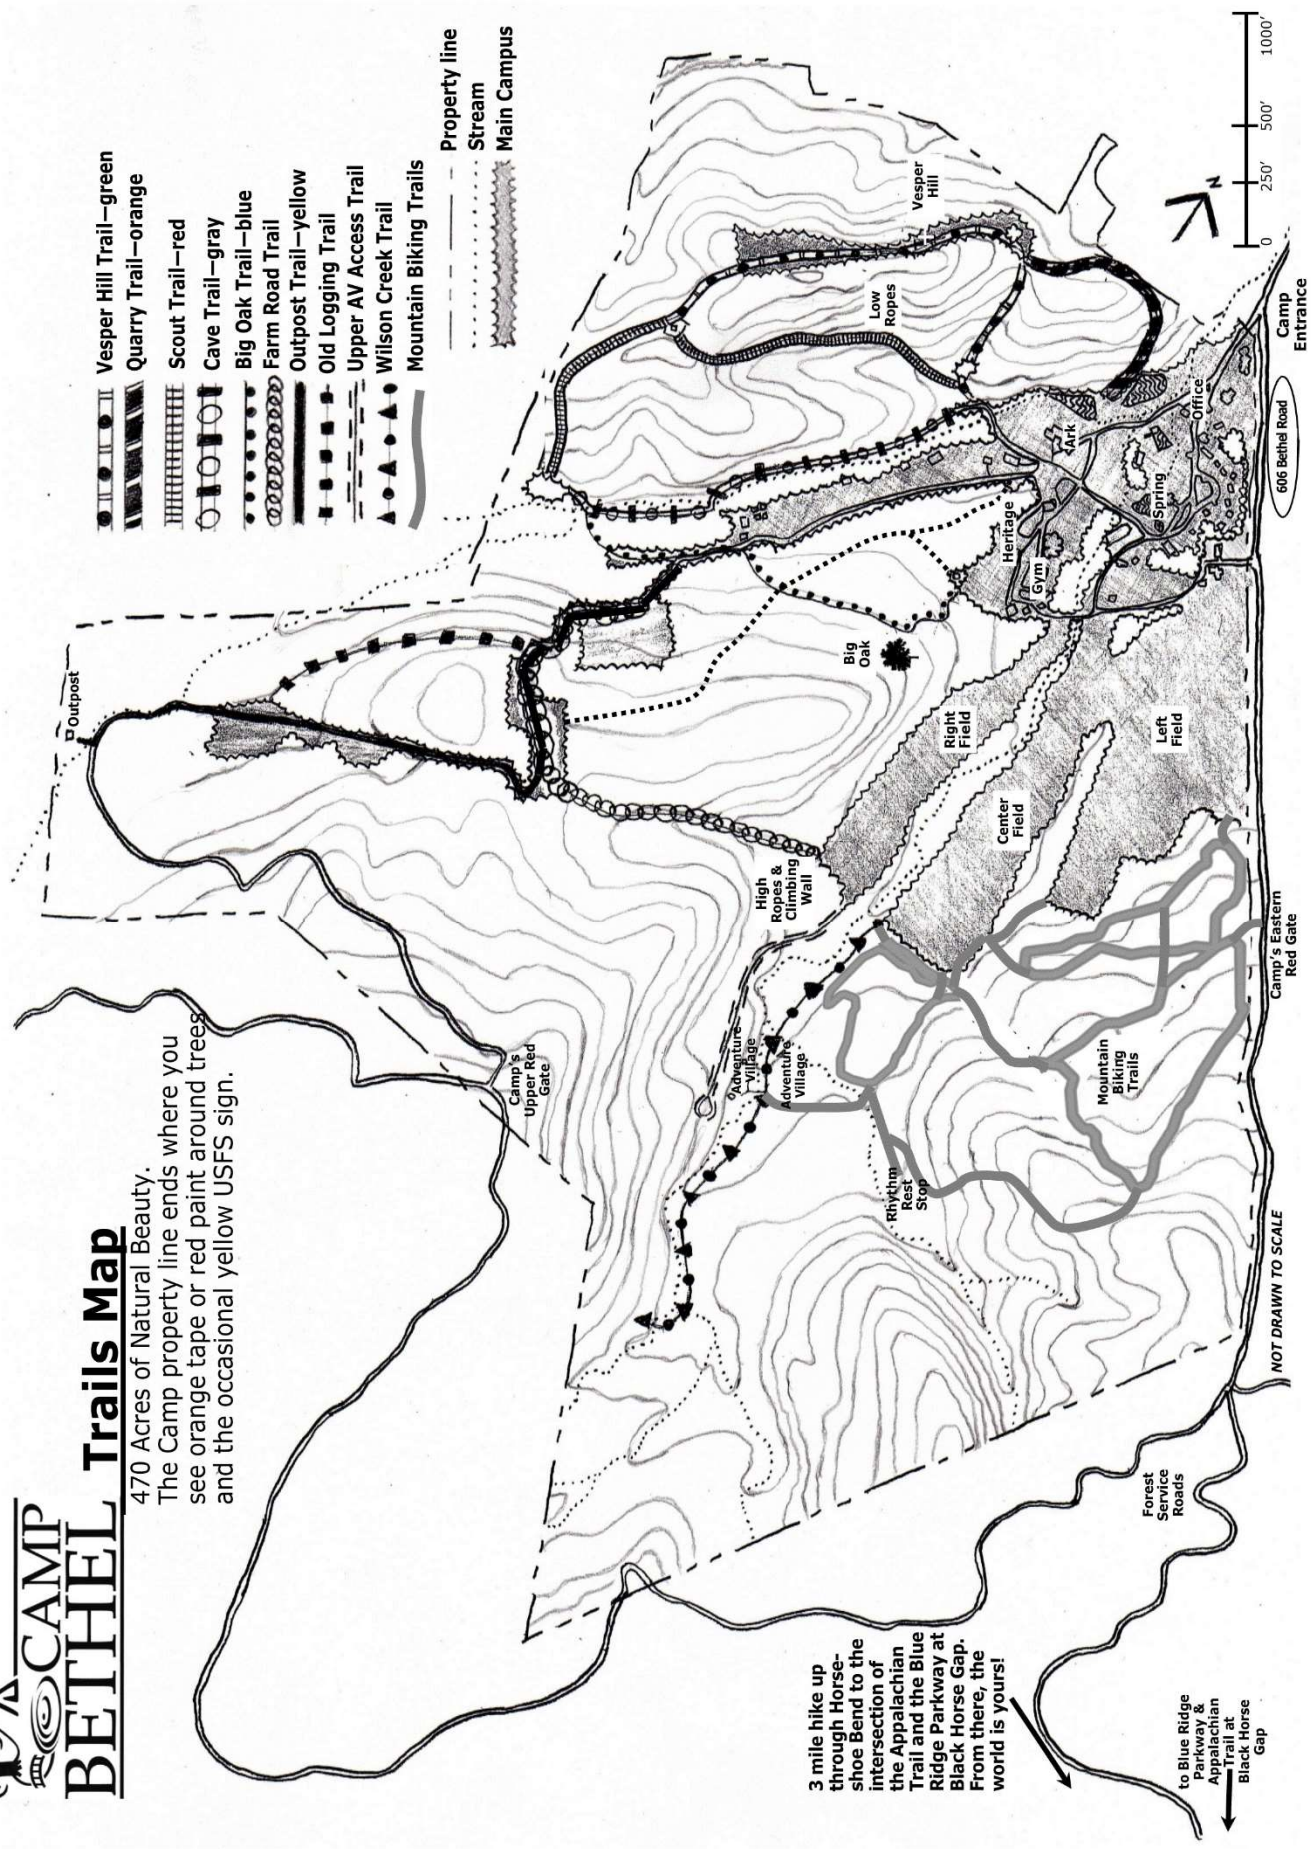 CAMP
BETHEL Trails Map
470 Acres of Natural Beauty.
The Camp property line ends where you
see orange tape or red paint around trees
and the occasional yellow USFS sign.
Vesper Hill Trail—green
Quarry Trail—orange
Scout Trail—red
Cave Trail—gray
Big Oak Trail—blue
Farm Road Trail
Outpost Trail—yellow
Old Logging Trail
Upper AV Access Trail
Wilson Creek Trail
Mountain Biking Trails
Property line
Stream
Main Campus
Outpost
Camp's
Upper Red
Gate
Vesper
Hill
Low
Ropes
Big
Oak
High
Ropes &
Climbing
Wall
Adventure
Village
Adventure
Village
Rhythm
Rest
Stop
Right
Field
Center
Field
Left
Field
Heritage
Gym
Ark
Spring
Office
Mountain
Biking
Trails
Camp's Eastern
Red Gate
606 Bethel Road
Camp
Entrance
N
0 250' 500' 1000'
NOT DRAWN TO SCALE
Forest
Service
Roads
3 mile hike up
through Horse-
shoe Bend to the
intersection of
the Appalachian
Trail and the Blue
Ridge Parkway at
Black Horse Gap.
From there, the
world is yours!
to Blue Ridge
Parkway &
Appalachian
Trail at
Black Horse
Gap